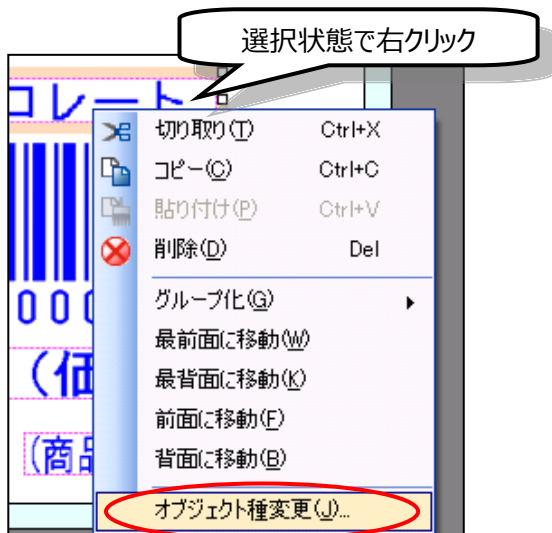 選択状態で右クリック
コレート
切り取り(T) Ctrl+X
コピー(C) Ctrl+C
貼り付け(P) Ctrl+V
削除(D) Del
グループ化(G)
000
最前面に移動(W)
(価
最背面に移動(K)
前面に移動(F)
(商品
背面に移動(B)
オブジェクト種変更(J)...